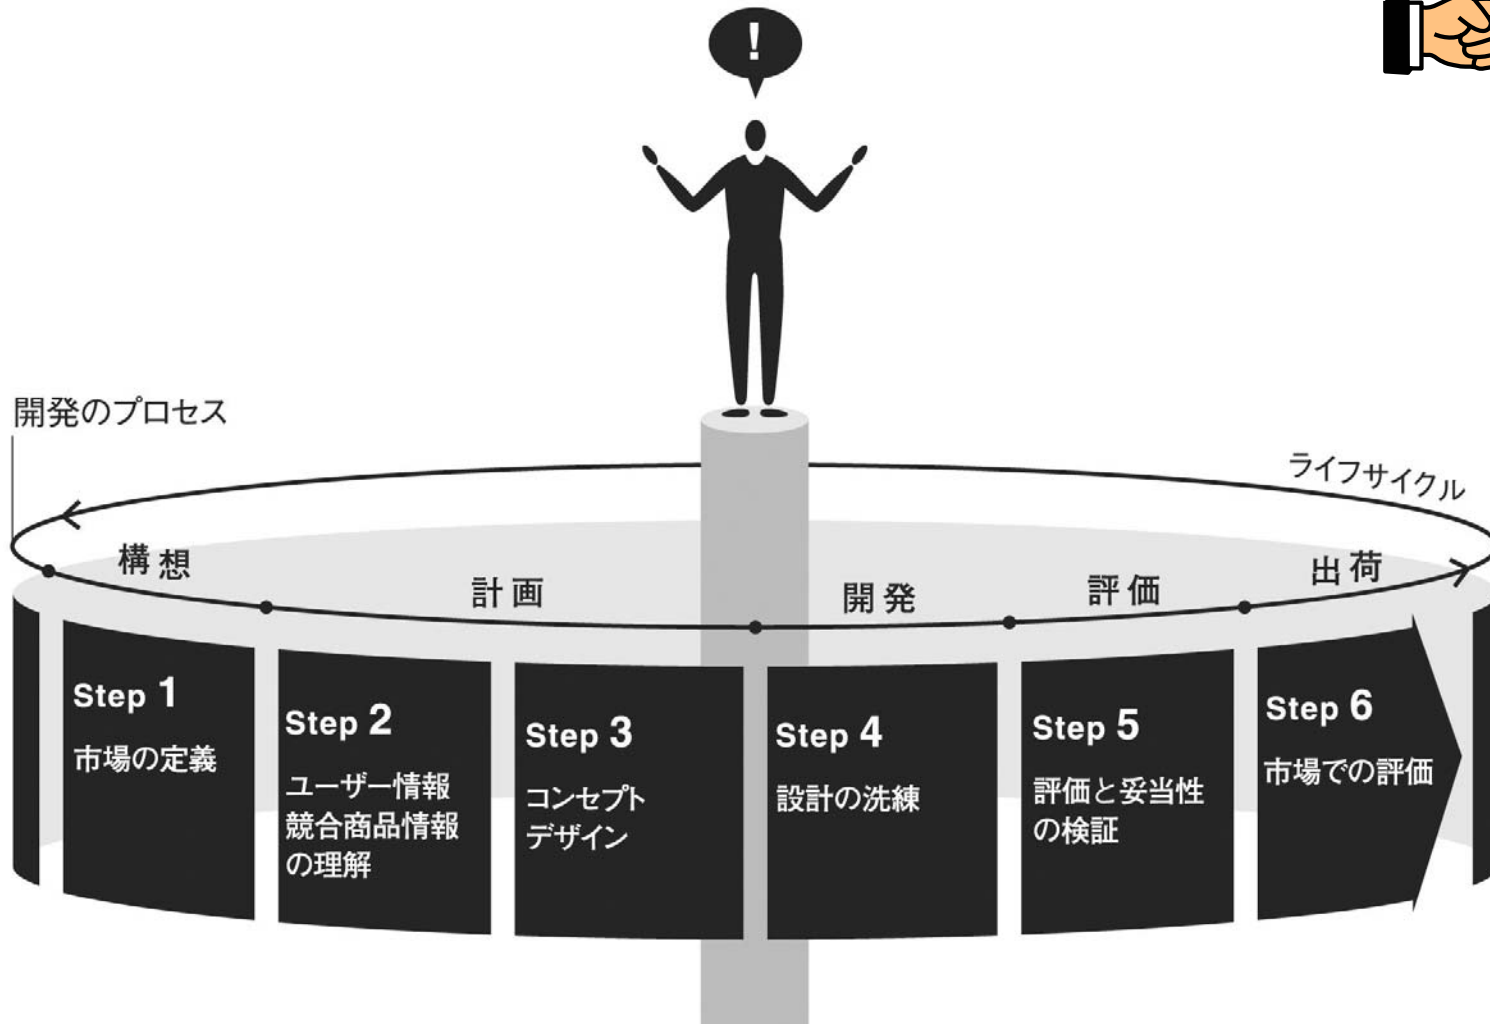 !
開発のプロセス
ライフサイクル
構想
計画
開発
評価
出荷
Step 1
市場の定義
Step 2
ユーザー情報
競合商品情報
の理解
Step 3
コンセプト
デザイン
Step 4
設計の洗練
Step 5
評価と妥当性
の検証
Step 6
市場での評価